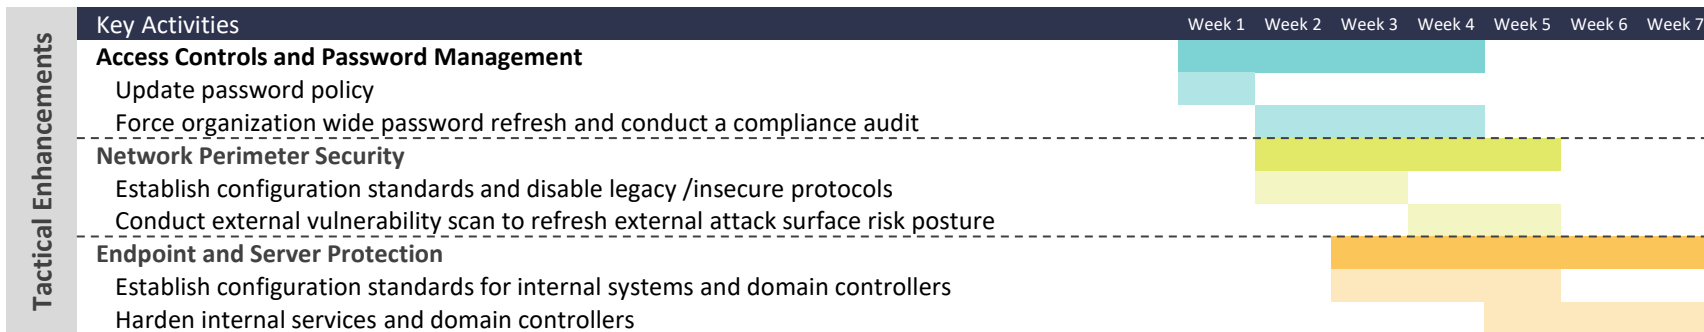 Tactical Enhancements
Key Activities Week 1 Week 2 Week 3 Week 4 Week 5 Week 6 Week 7
Access Controls and Password Management
Update password policy
Force organization wide password refresh and conduct a compliance audit
Network Perimeter Security
Establish configuration standards and disable legacy /insecure protocols
Conduct external vulnerability scan to refresh external attack surface risk posture
Endpoint and Server Protection
Establish configuration standards for internal systems and domain controllers
Harden internal services and domain controllers